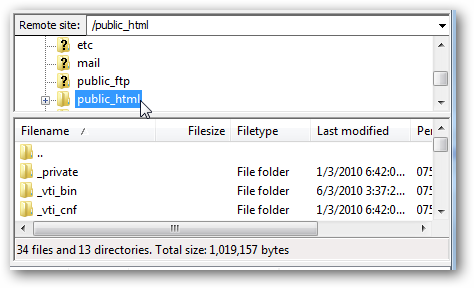 Remote site: /public_html
etc
mail
public_ftp
public_html
Filename / Filesize Filetype Last modified Pe
..
_private File folder 1/3/2010 6:42:0... 075
_vti_bin File folder 6/3/2010 3:37:2... 075
_vti_cnf File folder 1/3/2010 6:42:0... 075
34 files and 13 directories. Total size: 1,019,157 bytes